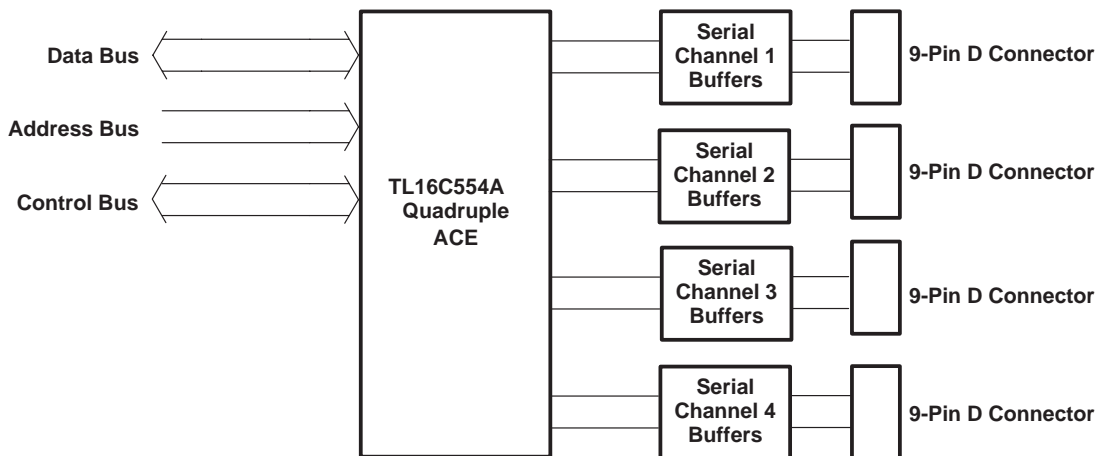 Data Bus
Address Bus
Control Bus
TL16C554A
Quadruple
ACE
Serial
Channel 1
Buffers
9-Pin D Connector
Serial
Channel 2
Buffers
9-Pin D Connector
Serial
Channel 3
Buffers
9-Pin D Connector
Serial
Channel 4
Buffers
9-Pin D Connector